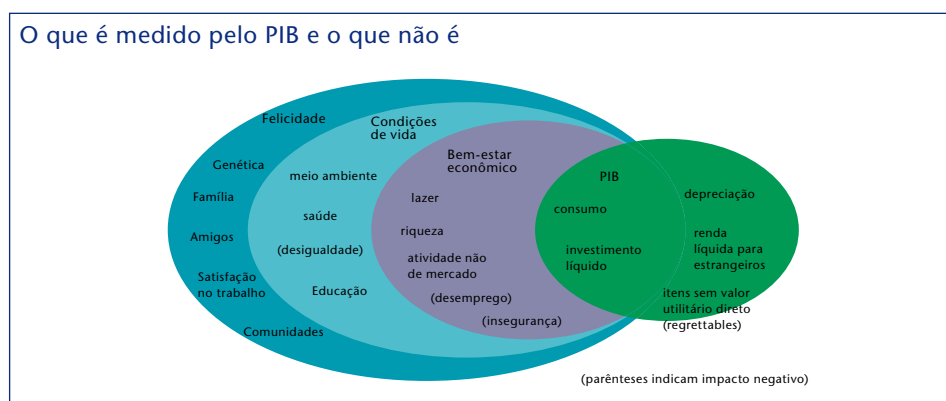 O que é medido pelo PIB e o que não é
Felicidade
Genética
Família
Amigos
Satisfação
no trabalho
Comunidades
Condições
de vida
meio ambiente
saúde
(desigualdade)
Educação
Bem-estar
econômico
lazer
riqueza
atividade não
de mercado
(desemprego)
(insegurança)
PIB
consumo
investimento
líquido
depreciação
renda
líquida para
estrangeiros
itens sem valor
utilitário direto
(regrettables)
(parênteses indicam impacto negativo)